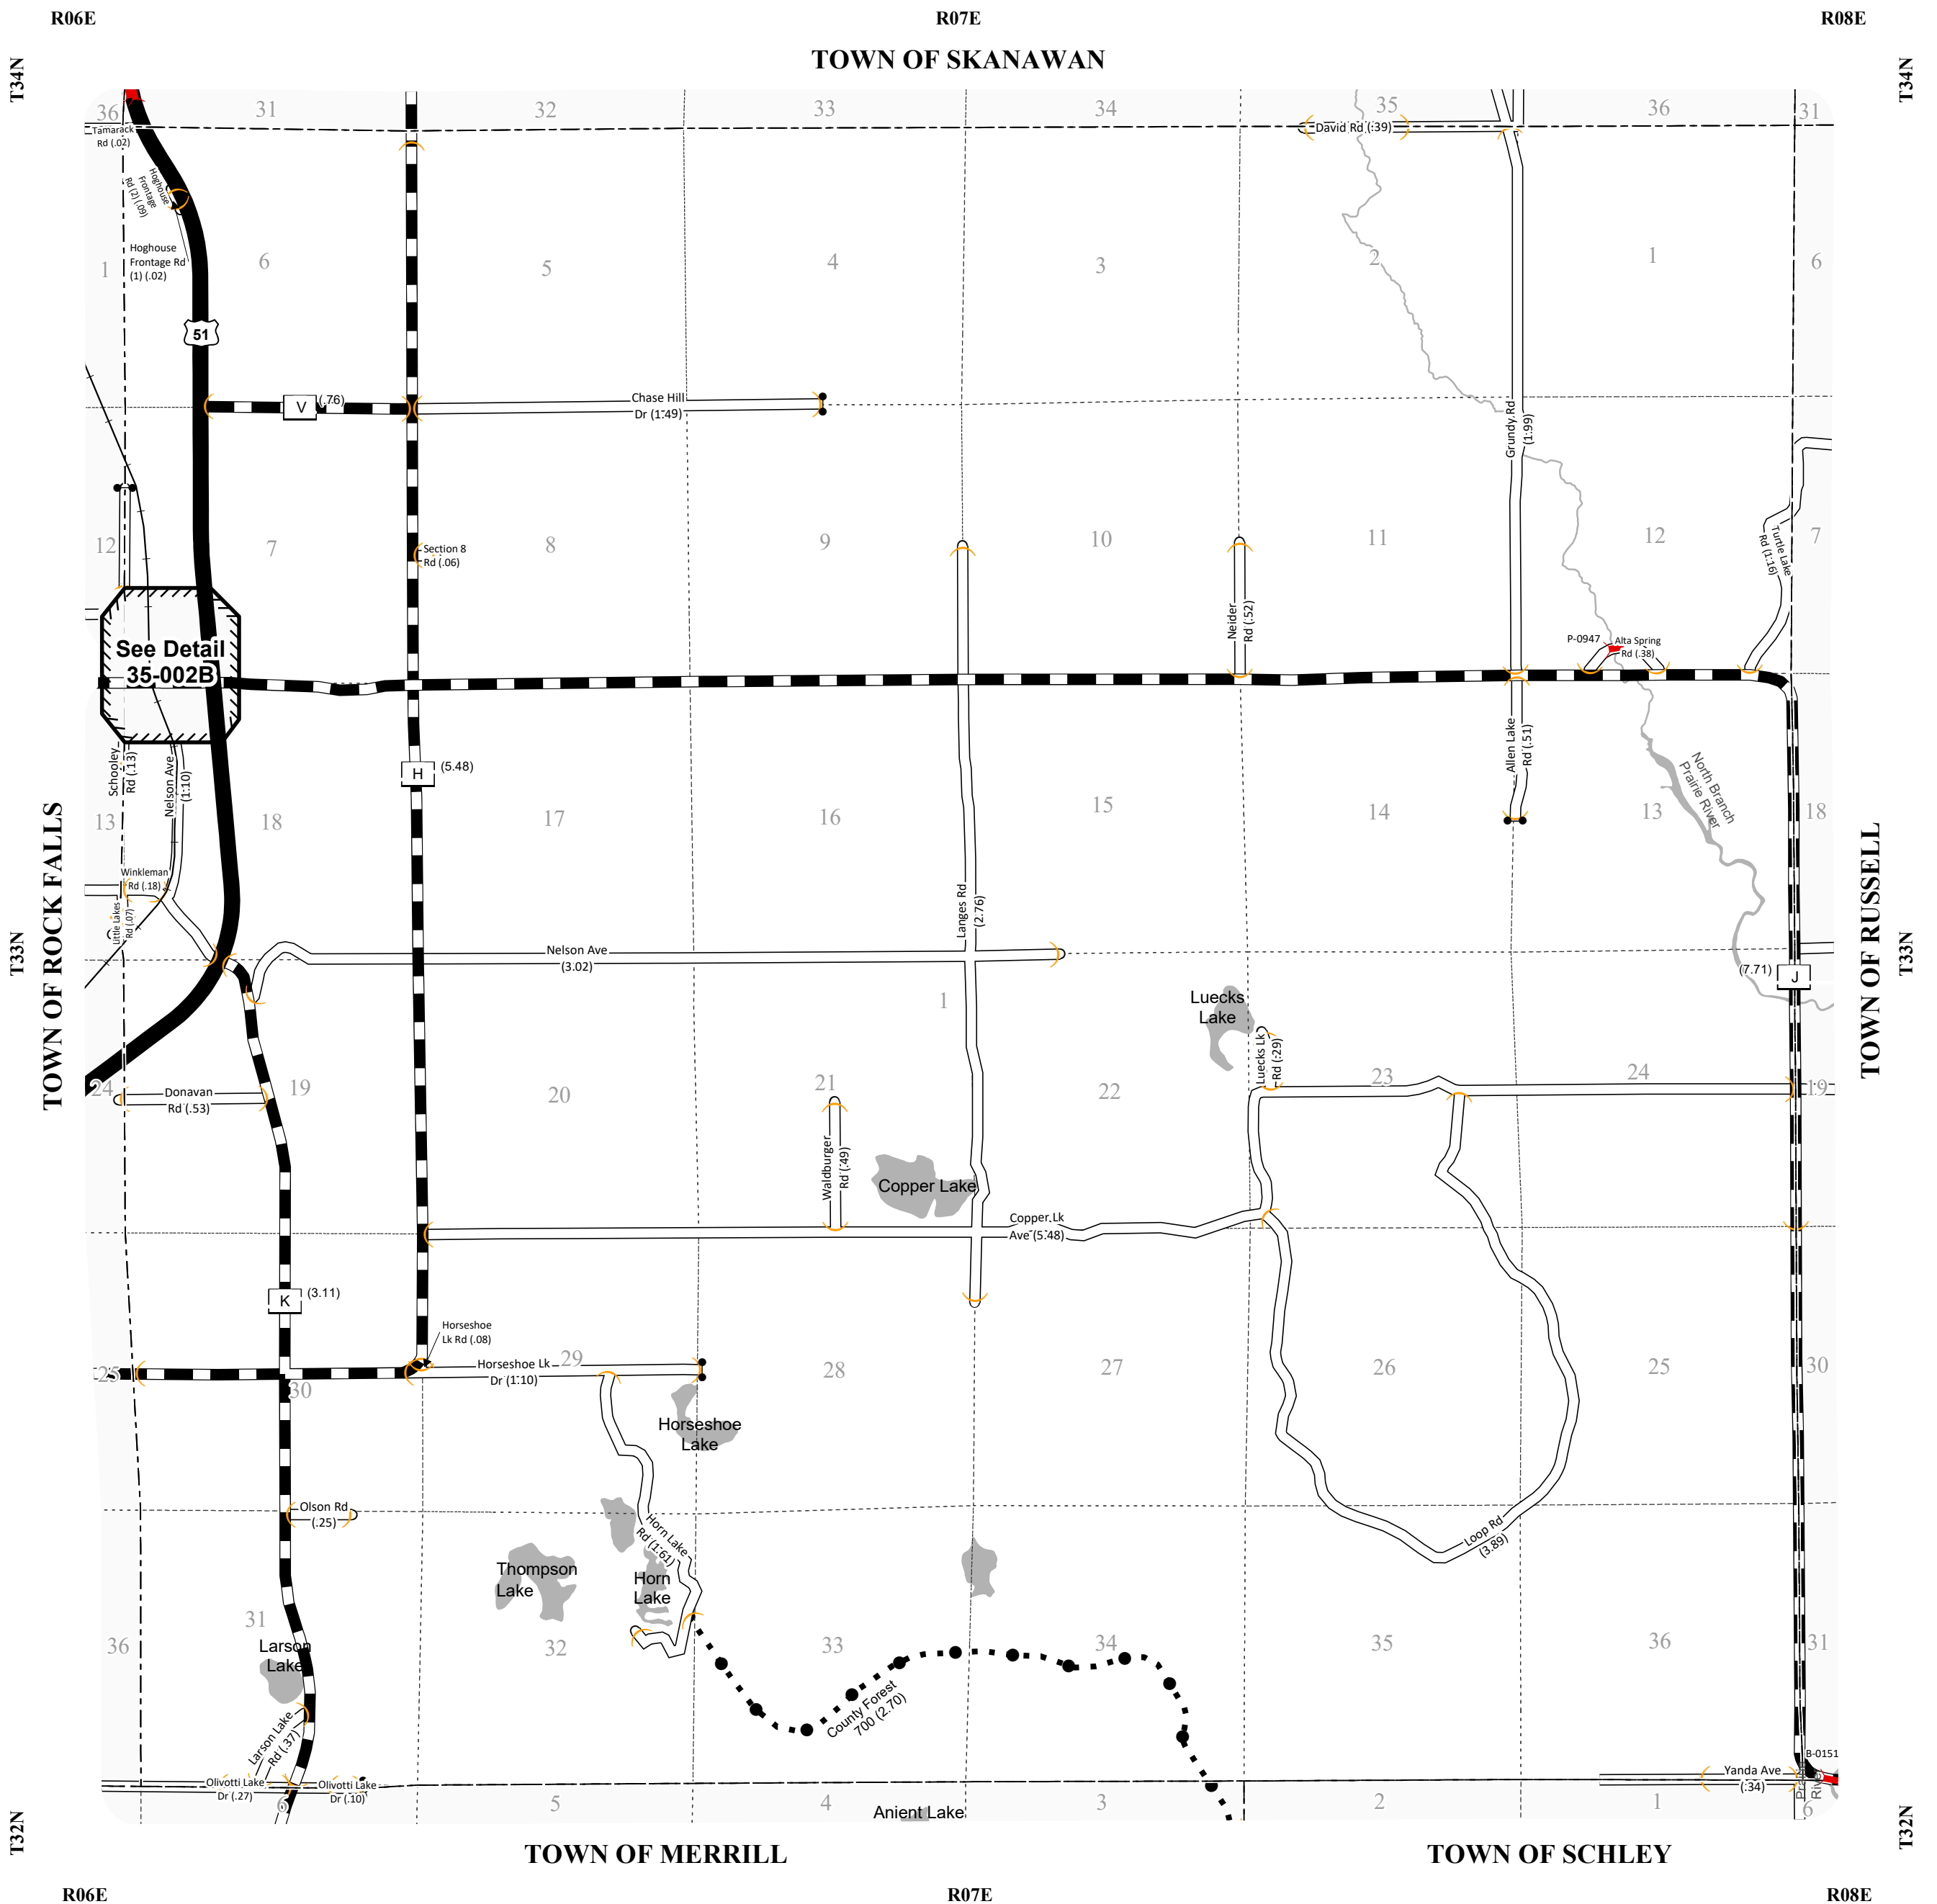 R06E
R07E
R08E
TOWN OF SKANAWAN
T34N
T34N
36
31
32
33
34
35
36
31
Tamarack
Rd (.02)
David Rd (.39)
Hoghouse
Frontage
Rd (2) (.09)
Hoghouse
Frontage Rd
(1) (.02)
1
6
5
4
3
2
1
6
51
V
(.76)
Chase Hill
Dr (1.49)
Grundy Rd
(1.99)
12
7
8
9
10
11
12
7
Section 8
Rd (.06)
Turtle Lake
Rd (1.16)
Neider
Rd (.52)
P-0947
Alta Spring
Rd (.38)
See Detail
35-002B
Schooley
Rd (.13)
Nelson Ave
(1.10)
H
(5.48)
Allen Lake
Rd (.51)
North Branch
Prairie River
13
18
17
16
15
14
13
18
TOWN OF ROCK FALLS
TOWN OF RUSSELL
Winkleman
Rd (.18)
Little Lakes
Rd (.07)
Langes Rd
(2.76)
T33N
T33N
Nelson Ave
(3.02)
(7.71)
J
1
Luecks
Lake
Luecks Lk
Rd (.29)
24
19
20
21
22
23
24
19
Donavan
Rd (.53)
Waldburger
Rd (.49)
Copper Lake
Copper Lk
Ave (5.48)
K
(3.11)
Horseshoe
Lk Rd (.08)
Horseshoe Lk
Dr (1.10)
25
30
29
28
27
26
25
30
Horseshoe
Lake
Olson Rd
(.25)
Horn Lake
Rd (1.61)
Loop Rd
(3.89)
Thompson
Lake
Horn
Lake
36
31
32
33
34
35
36
31
Larson
Lake
County Forest
700 (2.70)
Larson Lake
Rd (.37)
Olivotti Lake
Dr (.27)
Olivotti Lake
Dr (.10)
B-0151
Yanda Ave
(.34)
6
5
4
3
2
1
6
Anient Lake
T32N
T32N
TOWN OF MERRILL
TOWN OF SCHLEY
R06E
R07E
R08E